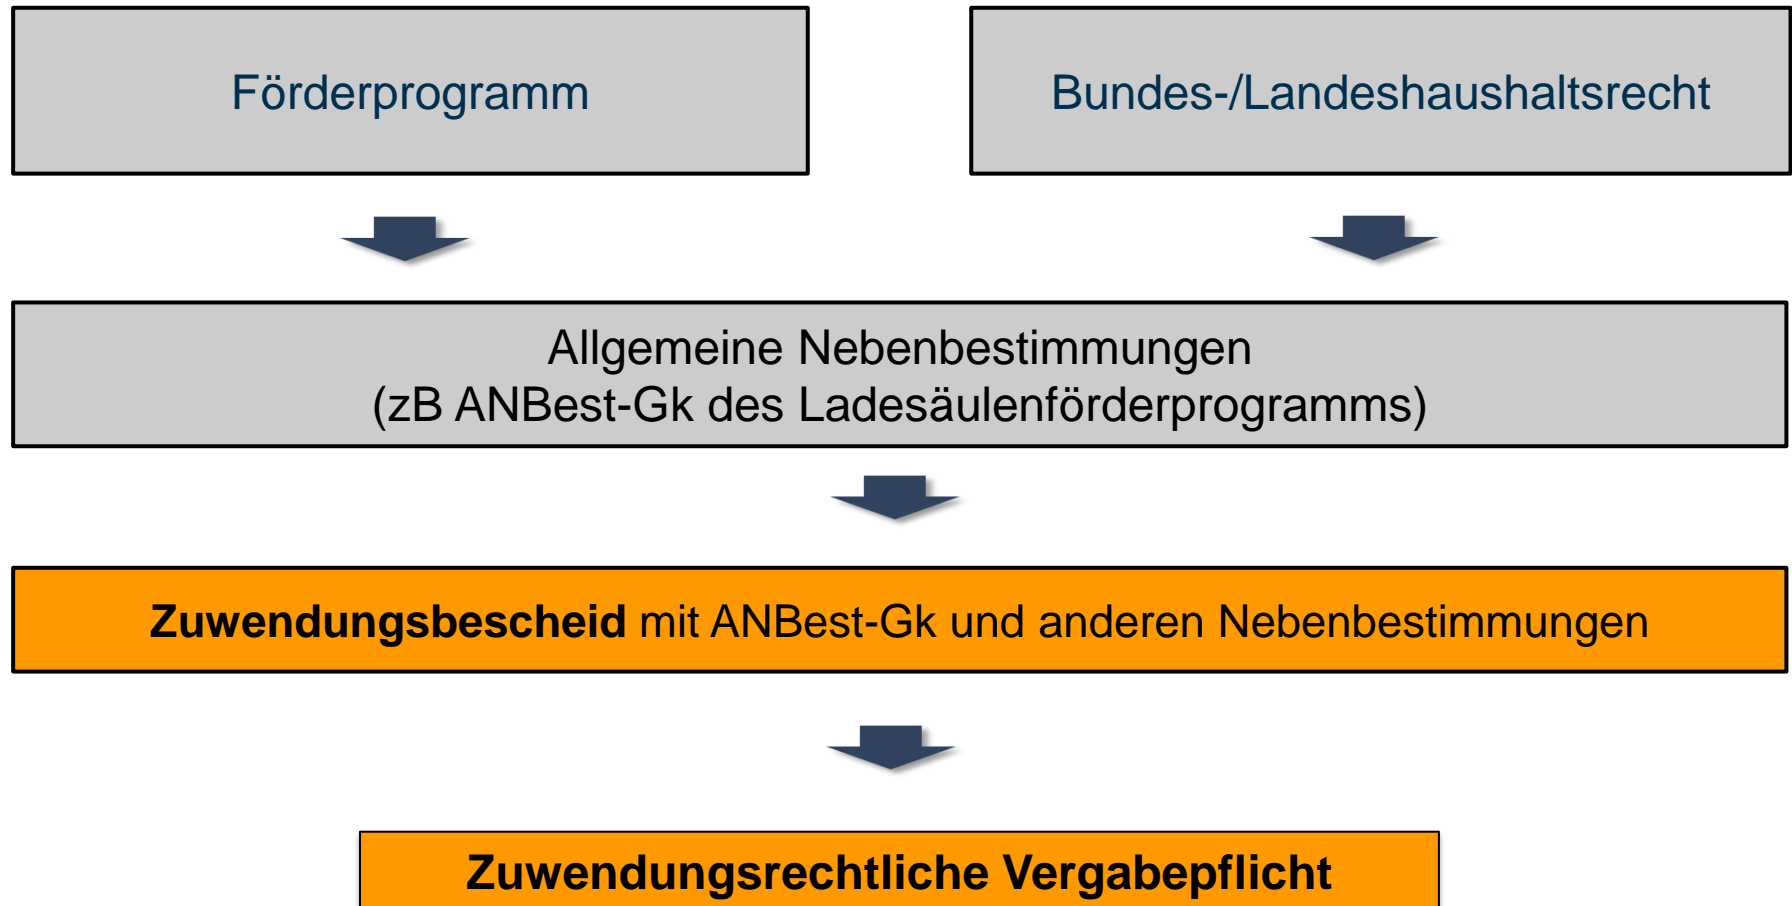 Förderprogramm
Bundes-/Landeshaushaltsrecht
Allgemeine Nebenbestimmungen
(zB ANBest-Gk des Ladesäulenförderprogramms)
Zuwendungsbescheid mit ANBest-Gk und anderen Nebenbestimmungen
Zuwendungsrechtliche Vergabepflicht